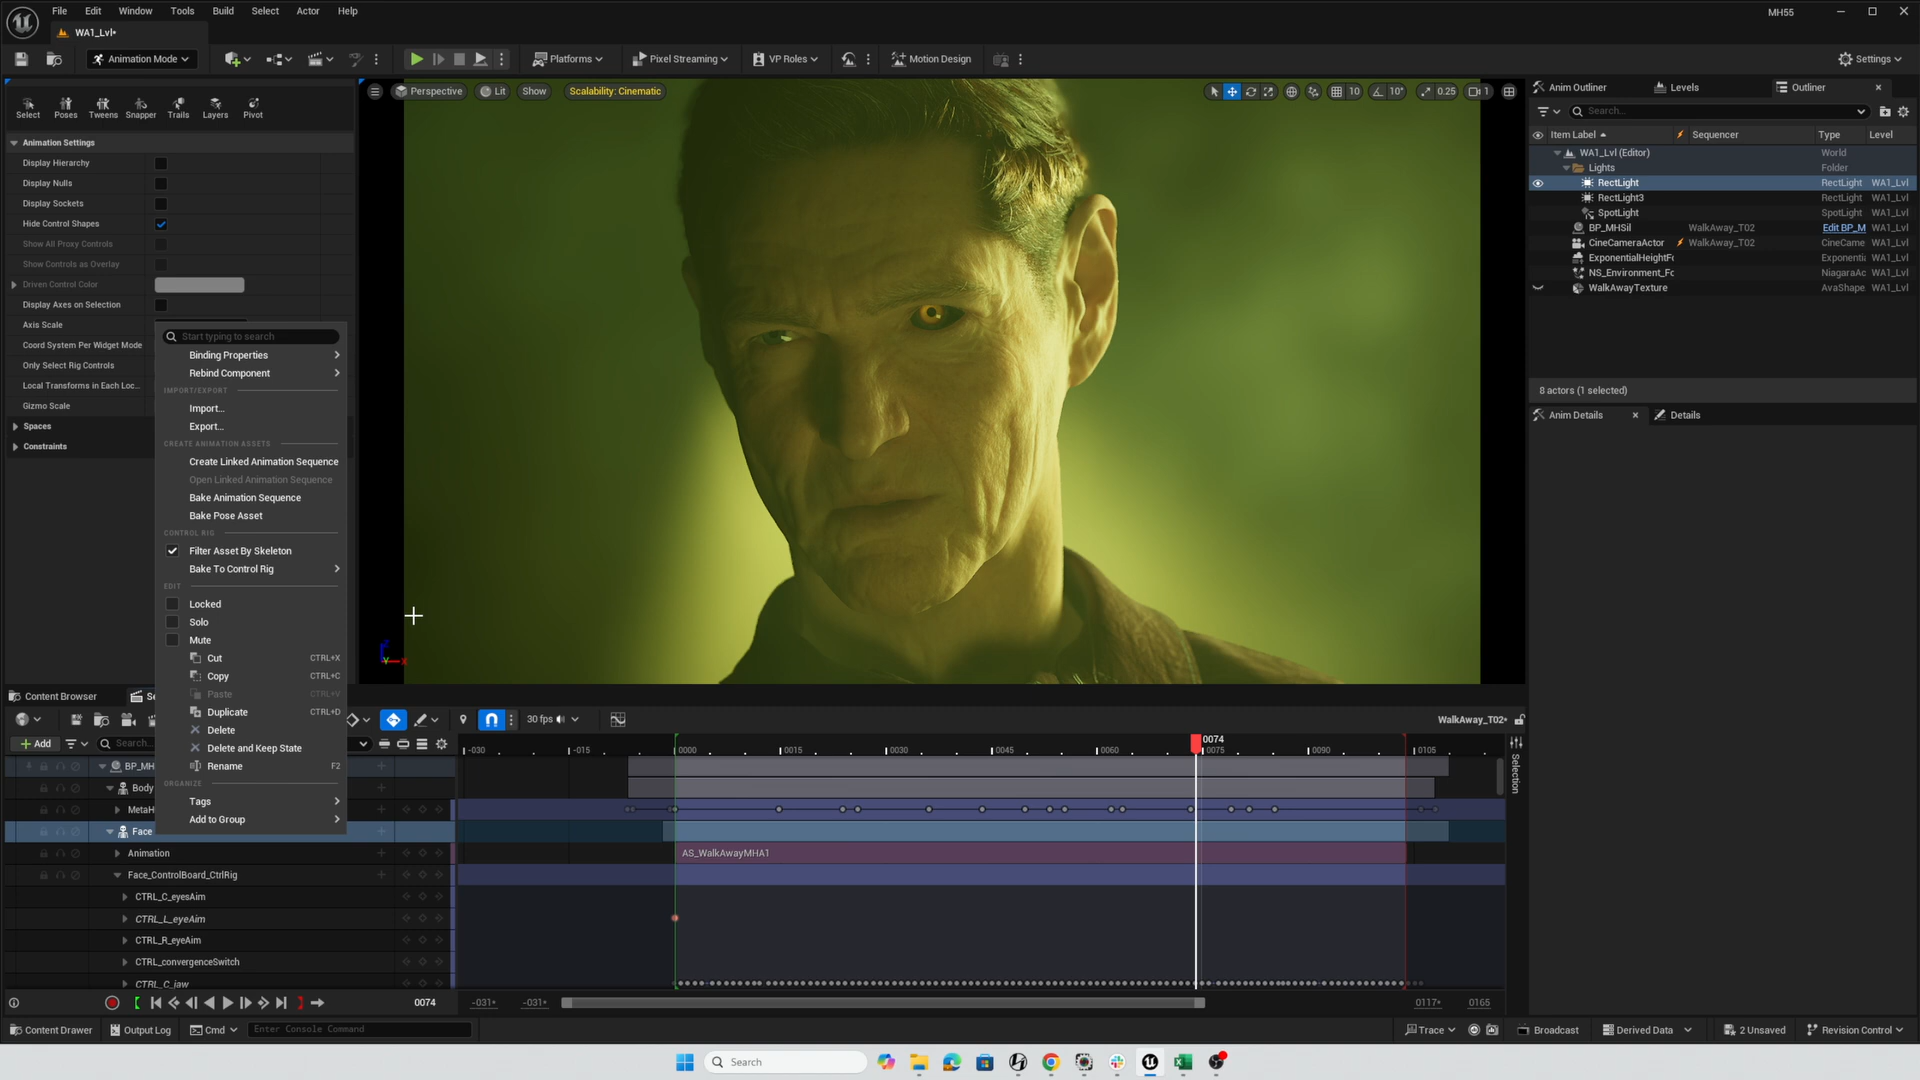 File Edit Window Tools Build Select Actor Help
MH55
WA1_Lvl•
Animation Mode
Platforms
Pixel Streaming
VP Roles
Motion Design
Settings
Select Poses Tweens Snapper Trails Layers Pivot
Animation Settings
Display Hierarchy
Display Nulls
Display Sockets
Hide Control Shapes
Show All Proxy Controls
Show Controls as Overlay
Driven Control Color
Display Axes on Selection
Axis Scale
Coord System Per Widget Mode
Only Select Rig Controls
Local Transforms in Each Loc...
Gizmo Scale
Spaces
Constraints
Start typing to search
Binding Properties
Rebind Component
IMPORT/EXPORT
Import...
Export...
CREATE ANIMATION ASSETS
Create Linked Animation Sequence
Open Linked Animation Sequence
Bake Animation Sequence
Bake Pose Asset
CONTROL RIG
Filter Asset By Skeleton
Bake To Control Rig
EDIT
Locked
Solo
Mute
Cut CTRL+X
Copy CTRL+C
Paste CTRL+V
Duplicate CTRL+D
Delete
Delete and Keep State
Rename F2
ORGANIZE
Tags
Add to Group
Perspective Lit Show Scalability: Cinematic
10 10° 0.25 1
Anim Outliner Levels Outliner
Search...
Item Label Sequencer Type Level
WA1_Lvl (Editor) World
Lights Folder
RectLight RectLight WA1_Lvl
RectLight3 RectLight WA1_Lvl
SpotLight SpotLight WA1_Lvl
BP_MHSil WalkAway_T02 Edit BP_M WA1_Lvl
CineCameraActor WalkAway_T02 CineCame WA1_Lvl
ExponentialHeightFo Exponentia WA1_Lvl
NS_Environment_Fo NiagaraAc WA1_Lvl
WalkAwayTexture AvaShape WA1_Lvl
8 actors (1 selected)
Anim Details Details
Content Browser Se
30 fps
WalkAway_T02•
Add
Search...
-030 -015 0000 0015 0030 0045 0060 0075 0090 0105
0074
Selection
BP_MH
Body
MetaH
Face
Animation
AS_WalkAwayMHA1
Face_ControlBoard_CtrlRig
CTRL_C_eyesAim
CTRL_L_eyeAim
CTRL_R_eyeAim
CTRL_convergenceSwitch
CTRL_C_jaw
0074
-031+ -031+ 0117+ 0165
Content Drawer Output Log Cmd Enter Console Command
Trace Broadcast Derived Data 2 Unsaved Revision Control
Search